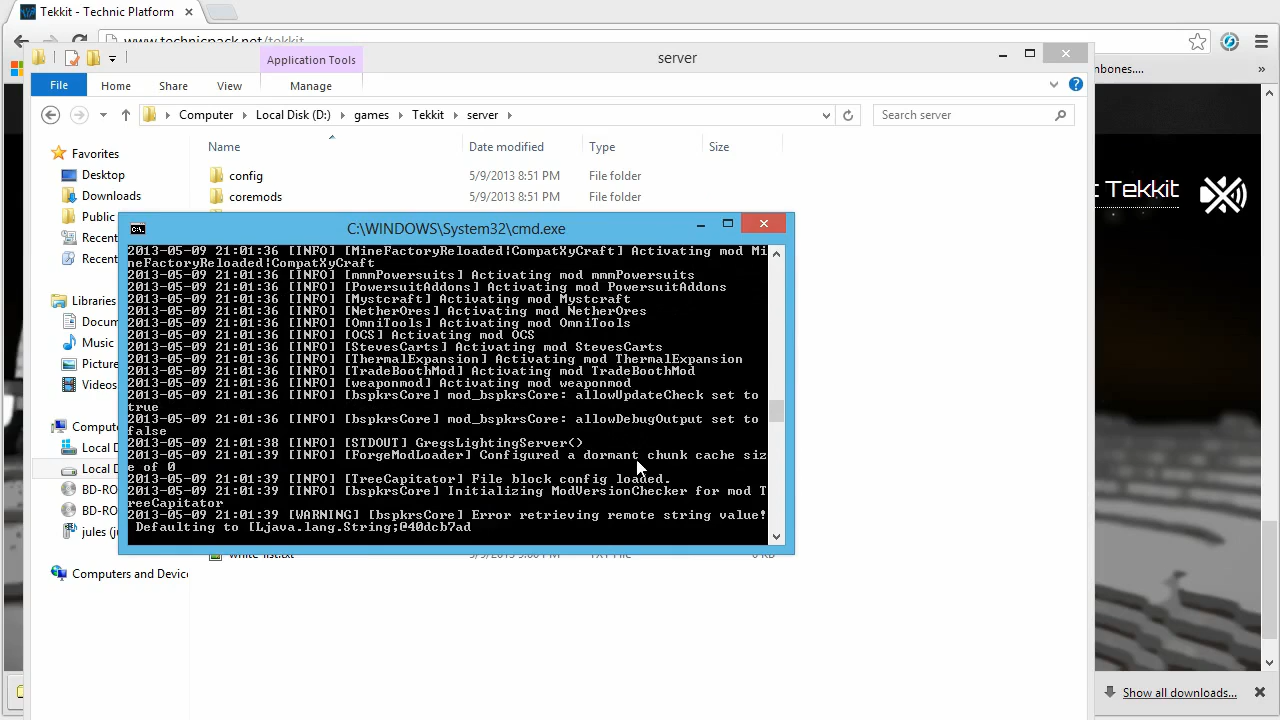 Tekkit - Technic Platform
www.technicpack.net/tekkit
Application Tools
server
File
Home
Share
View
Manage
Computer
Local Disk (D:)
games
Tekkit
server
Search server
mbones....
»
Name
Date modified
Type
Size
Favorites
Desktop
Downloads
Public
Recent
Recent
Libraries
Docum
Music
Picture
Videos
Compute
Local D
Local D
BD-RO
BD-RO
jules (j
Computers and Device
config
5/9/2013 8:51 PM
File folder
coremods
5/9/2013 8:51 PM
File folder
t Tekkit
C:\WINDOWS\System32\cmd.exe
2013-05-09 21:01:36 [INFO] [MineFactoryReloaded!CompatXyCraft] Activating mod Mi
neFactoryReloaded!CompatXyCraft
2013-05-09 21:01:36 [INFO] [mmmPowersuits] Activating mod mmmPowersuits
2013-05-09 21:01:36 [INFO] [PowersuitAddons] Activating mod PowersuitAddons
2013-05-09 21:01:36 [INFO] [Mystcraft] Activating mod Mystcraft
2013-05-09 21:01:36 [INFO] [NetherOres] Activating mod NetherOres
2013-05-09 21:01:36 [INFO] [OmniTools] Activating mod OmniTools
2013-05-09 21:01:36 [INFO] [OCS] Activating mod OCS
2013-05-09 21:01:36 [INFO] [StevesCarts] Activating mod StevesCarts
2013-05-09 21:01:36 [INFO] [ThermalExpansion] Activating mod ThermalExpansion
2013-05-09 21:01:36 [INFO] [TradeBoothMod] Activating mod TradeBoothMod
2013-05-09 21:01:36 [INFO] [weaponmod] Activating mod weaponmod
2013-05-09 21:01:36 [INFO] [bspkrsCore] mod_bspkrsCore: allowUpdateCheck set to
true
2013-05-09 21:01:36 [INFO] [bspkrsCore] mod_bspkrsCore: allowDebugOutput set to
false
2013-05-09 21:01:38 [INFO] [STDOUT] GregsLightingServer()
2013-05-09 21:01:39 [INFO] [ForgeModLoader] Configured a dormant chunk cache siz
e of 0
2013-05-09 21:01:39 [INFO] [TreeCapitator] File block config loaded.
2013-05-09 21:01:39 [INFO] [bspkrsCore] Initializing ModVersionChecker for mod T
reeCapitator
2013-05-09 21:01:39 [WARNING] [bspkrsCore] Error retrieving remote string value!
Defaulting to [Ljava.lang.String;@40dcb7ad
white-list.txt
5/9/2013 9:00 PM
TXT File
0 KB
Show all downloads...